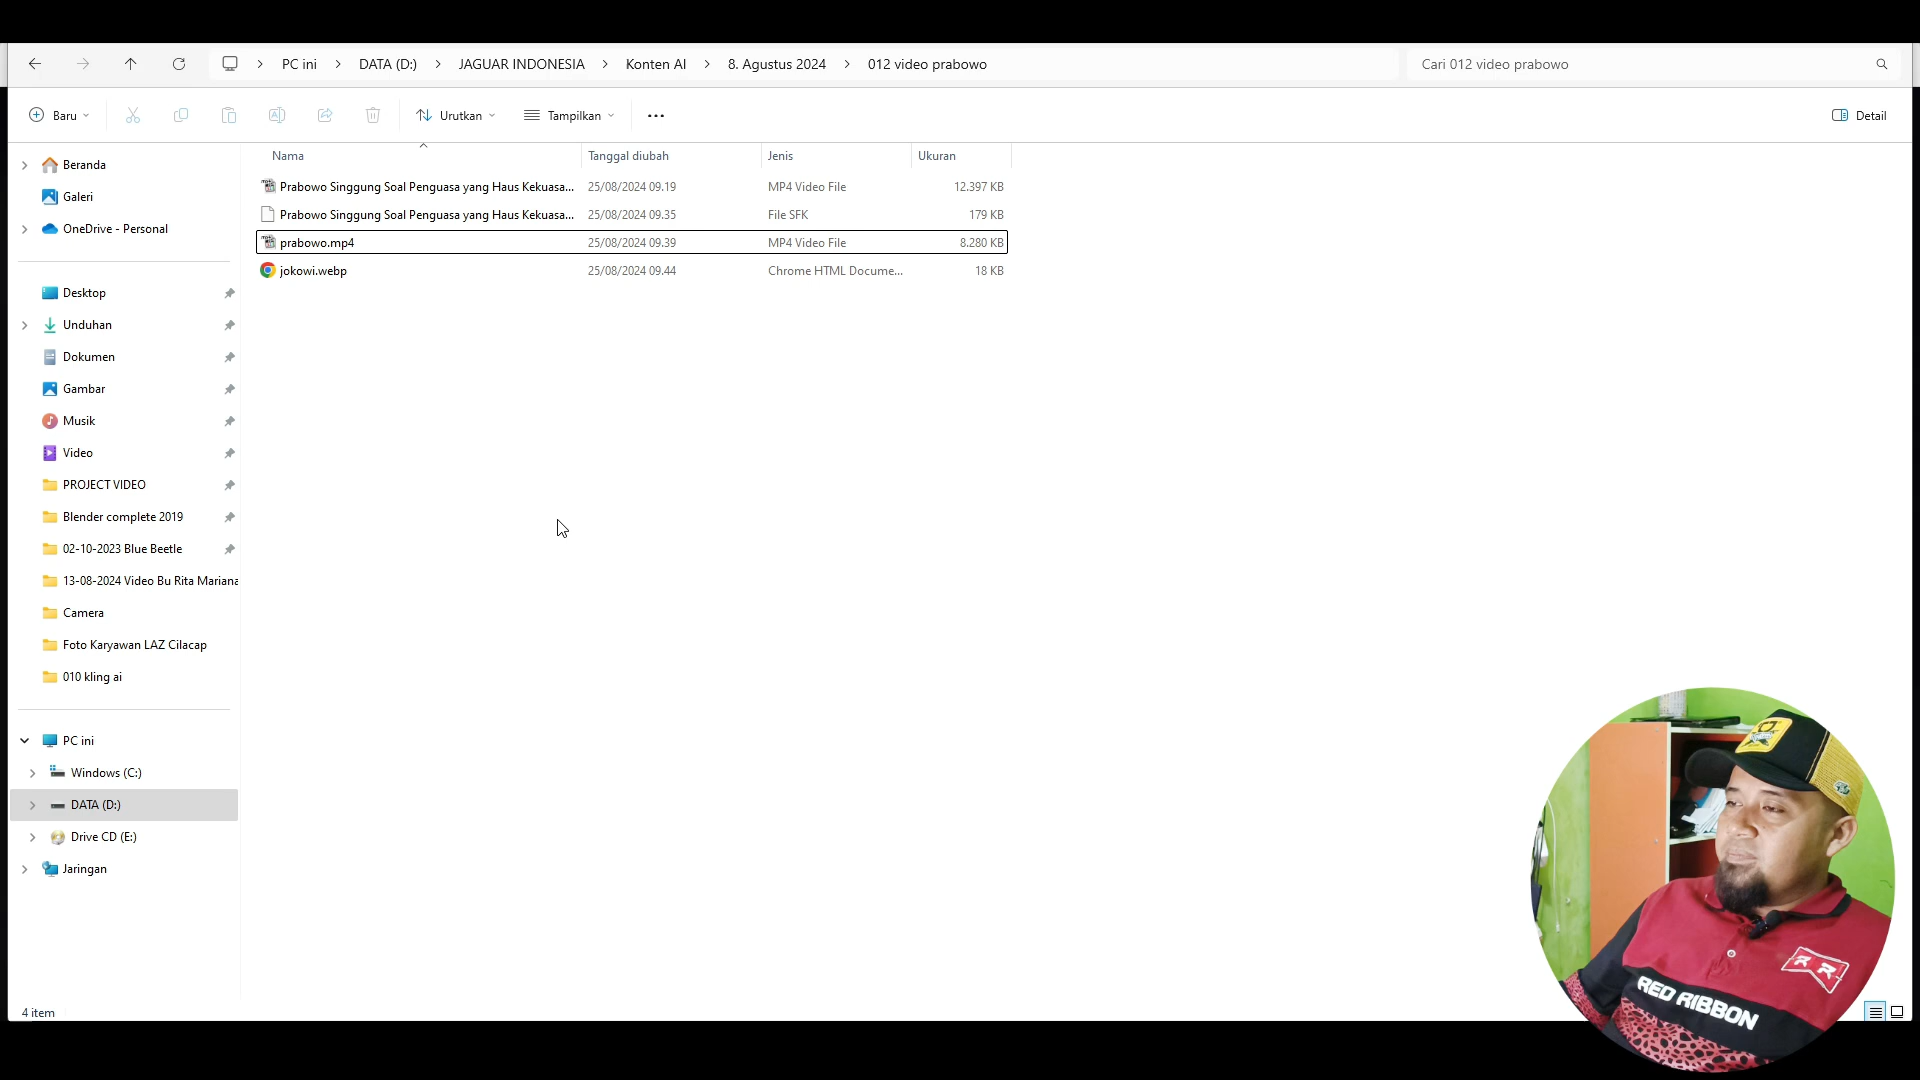 PC ini
DATA (D:)
JAGUAR INDONESIA
Konten AI
8. Agustus 2024
012 video prabowo
Cari 012 video prabowo
Baru
Urutkan
Tampilkan
Detail
Nama
Tanggal diubah
Jenis
Ukuran
Prabowo Singgung Soal Penguasa yang Haus Kekuasa... 25/08/2024 09.19 MP4 Video File 12.397 KB
Prabowo Singgung Soal Penguasa yang Haus Kekuasa... 25/08/2024 09.35 File SFK 179 KB
prabowo.mp4 25/08/2024 09.39 MP4 Video File 8.280 KB
jokowi.webp 25/08/2024 09.44 Chrome HTML Docume... 18 KB
Beranda
Galeri
OneDrive - Personal
Desktop
Unduhan
Dokumen
Gambar
Musik
Video
PROJECT VIDEO
Blender complete 2019
02-10-2023 Blue Beetle
13-08-2024 Video Bu Rita Mariana
Camera
Foto Karyawan LAZ Cilacap
010 kling ai
PC ini
Windows (C:)
DATA (D:)
Drive CD (E:)
Jaringan
4 item
R R
RED RIBBON